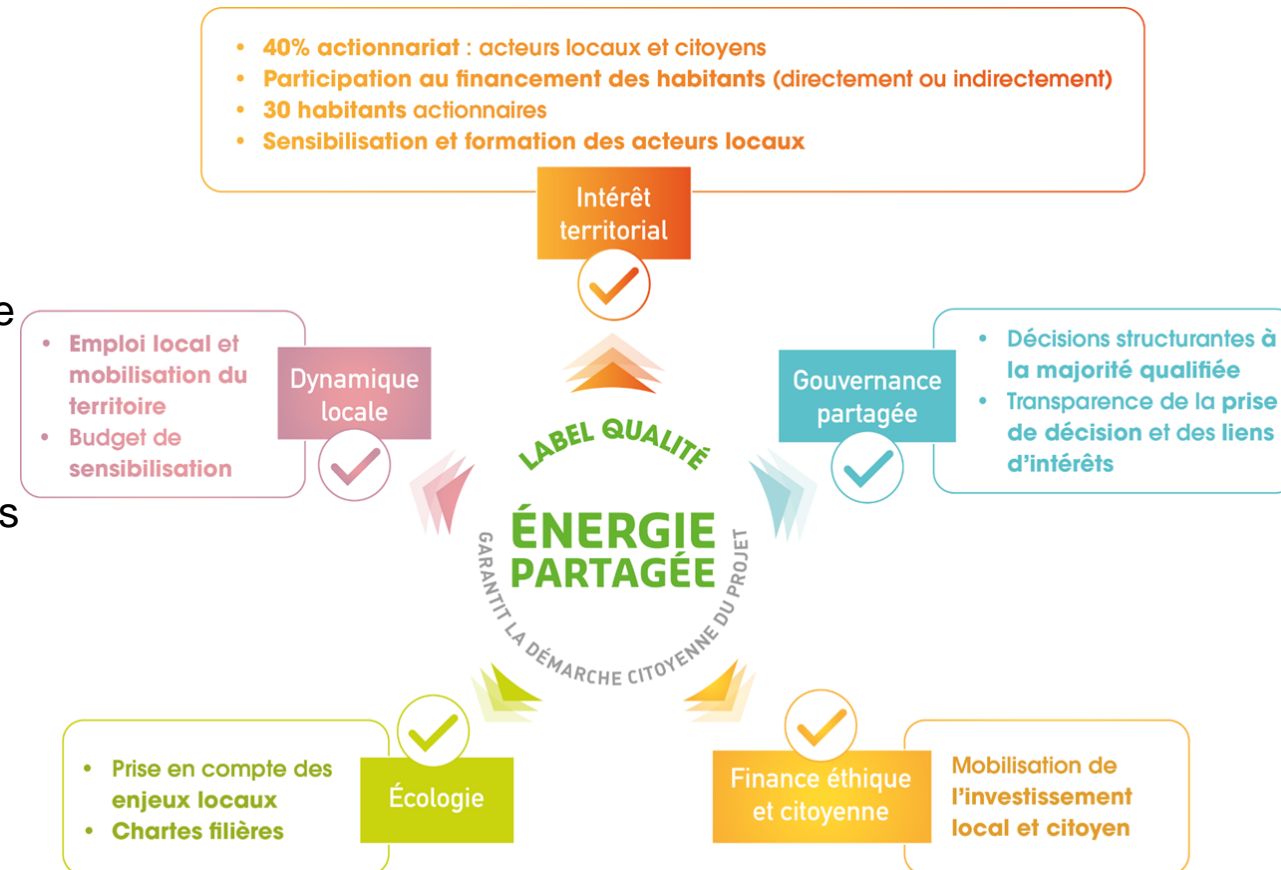 • 40% actionnariat : acteurs locaux et citoyens
• Participation au financement des habitants (directement ou indirectement)
• 30 habitants actionnaires
• Sensibilisation et formation des acteurs locaux
Intérêt
territorial
e
• Emploi local et
mobilisation du
territoire
• Budget de
sensibilisation
Dynamique
locale
s
Gouvernance
partagée
• Décisions structurantes à
la majorité qualifiée
• Transparence de la prise
de décision et des liens
d'intérêts
LABEL QUALITÉ
ÉNERGIE
PARTAGÉE
GARANTIT LA DÉMARCHE CITOYENNE DU PROJET
• Prise en compte des
enjeux locaux
• Chartes filières
Écologie
Finance éthique
et citoyenne
Mobilisation de
l'investissement
local et citoyen